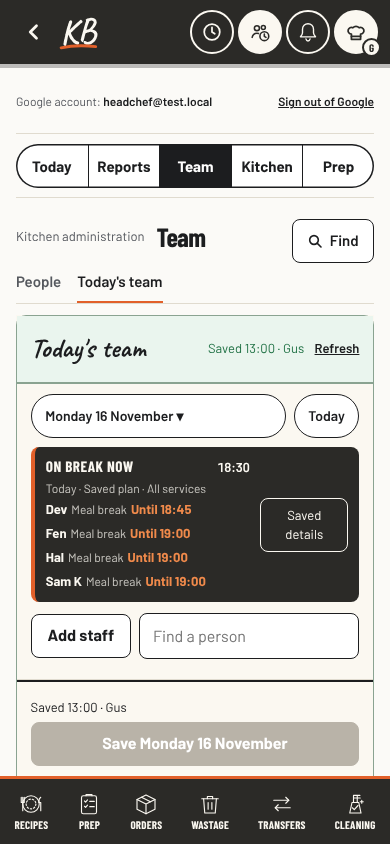 KB
G
Google account: headchef@test.local Sign out of Google
Today Reports Team Kitchen Prep
Kitchen administration Team Find
People Today's team
Today's team Saved 13:00 · Gus Refresh
Monday 16 November ▾ Today
ON BREAK NOW 18:30
Today · Saved plan · All services
Dev Meal break Until 18:45
Fen Meal break Until 19:00
Hal Meal break Until 19:00
Sam K Meal break Until 19:00
Saved
details
Add staff Find a person
Saved 13:00 · Gus
Save Monday 16 November
RECIPES PREP ORDERS WASTAGE TRANSFERS CLEANING